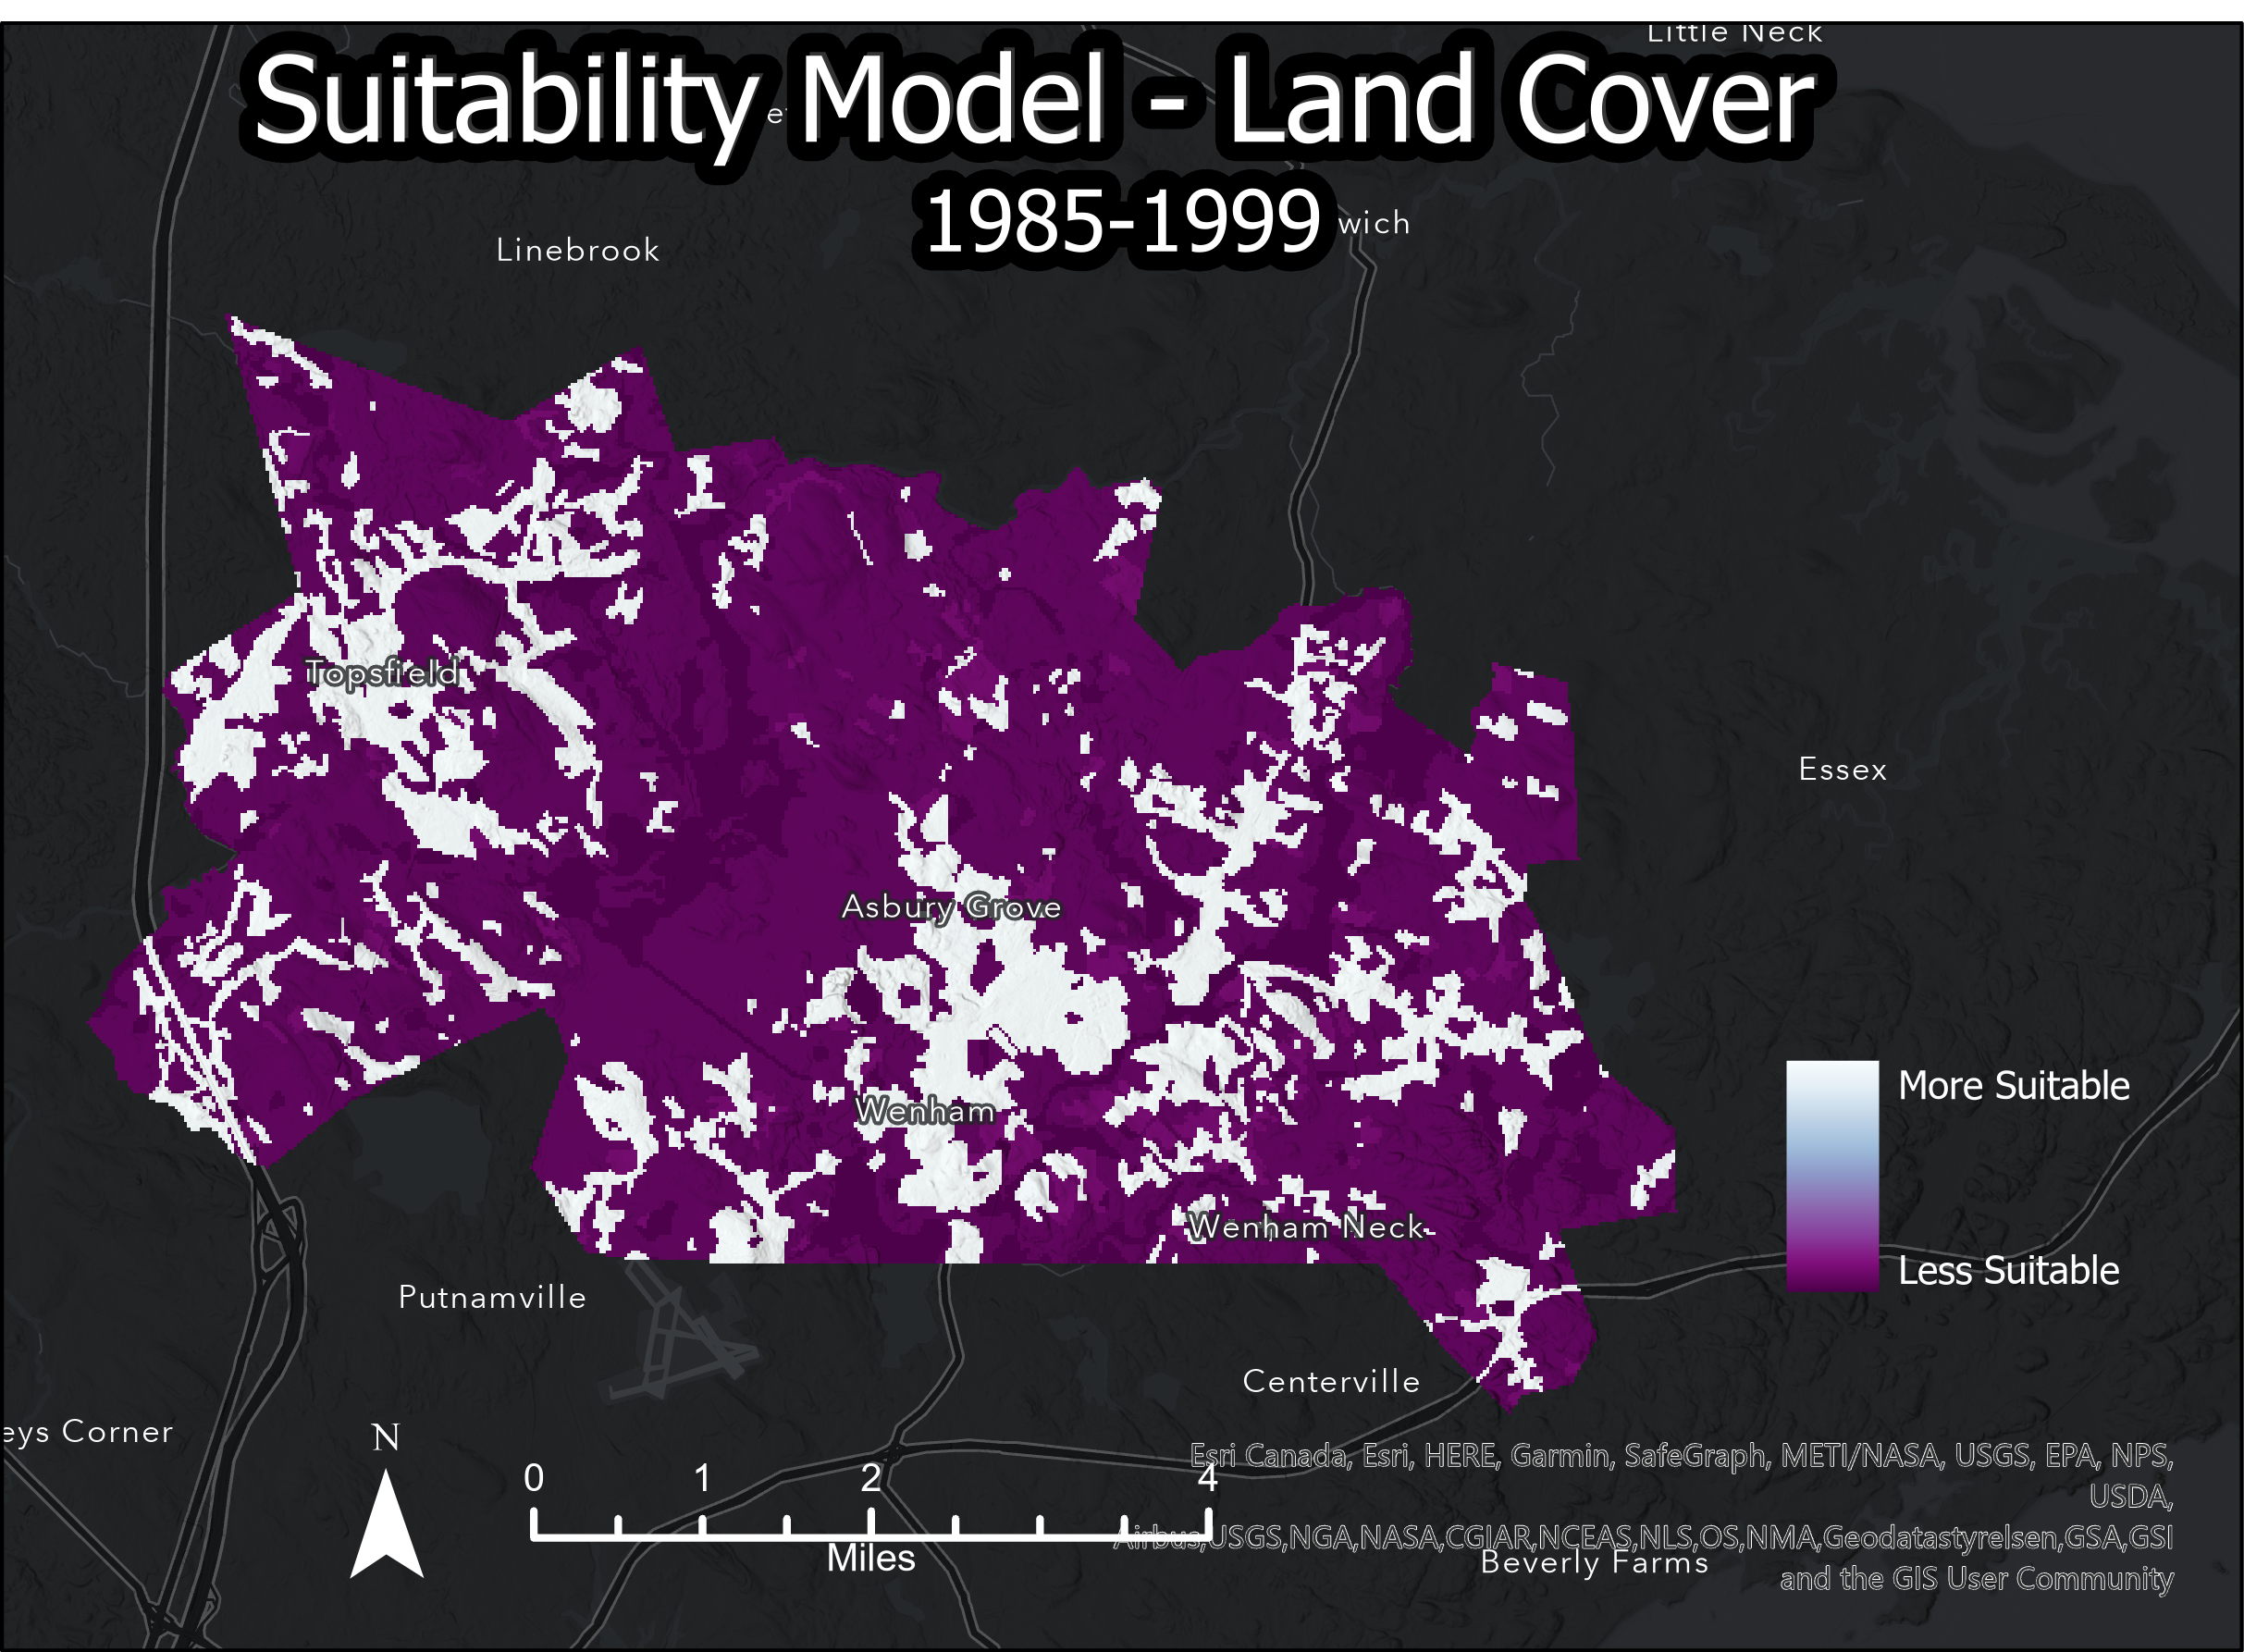 Little Neck
Suitability Model - Land Cover
1985-1999
wich
Linebrook
Topsfield
Essex
Asbury Grove
More Suitable
Wenham
Wenham Neck
Less Suitable
Putnamville
Centerville
eys Corner
N
0 1 2 4
Miles
Esri Canada, Esri, HERE, Garmin, SafeGraph, METI/NASA, USGS, EPA, NPS,
USDA,
Airbus,USGS,NGA,NASA,CGIAR,NCEAS,NLS,OS,NMA,Geodatastyrelsen,GSA,GSI
and the GIS User Community
Beverly Farms